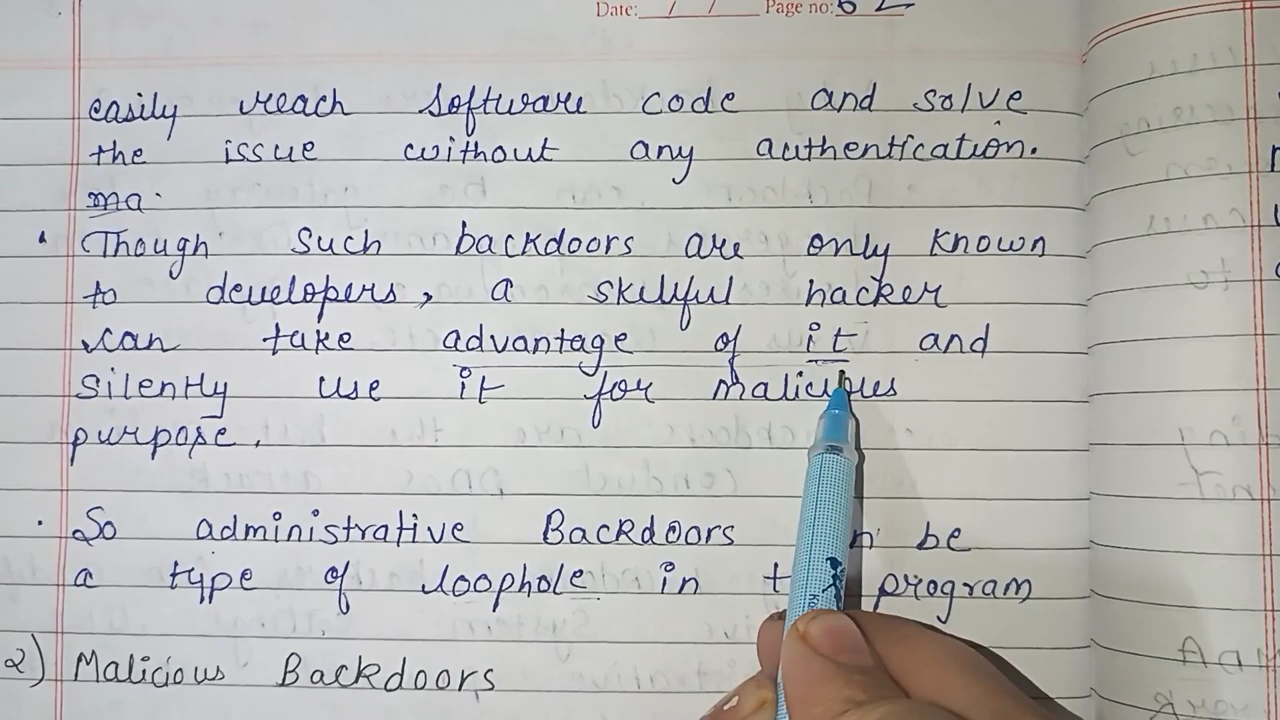 Date: / / Page no:
easily reach software code and solve
the issue without any authentication.
ma.
• Though such backdoors are only known
to developers, a skillful hacker
can take advantage of it and
silently use it for malicious
purpose.
• So administrative Backdoors be
a type of loophole in program
2) Malicious Backdoors